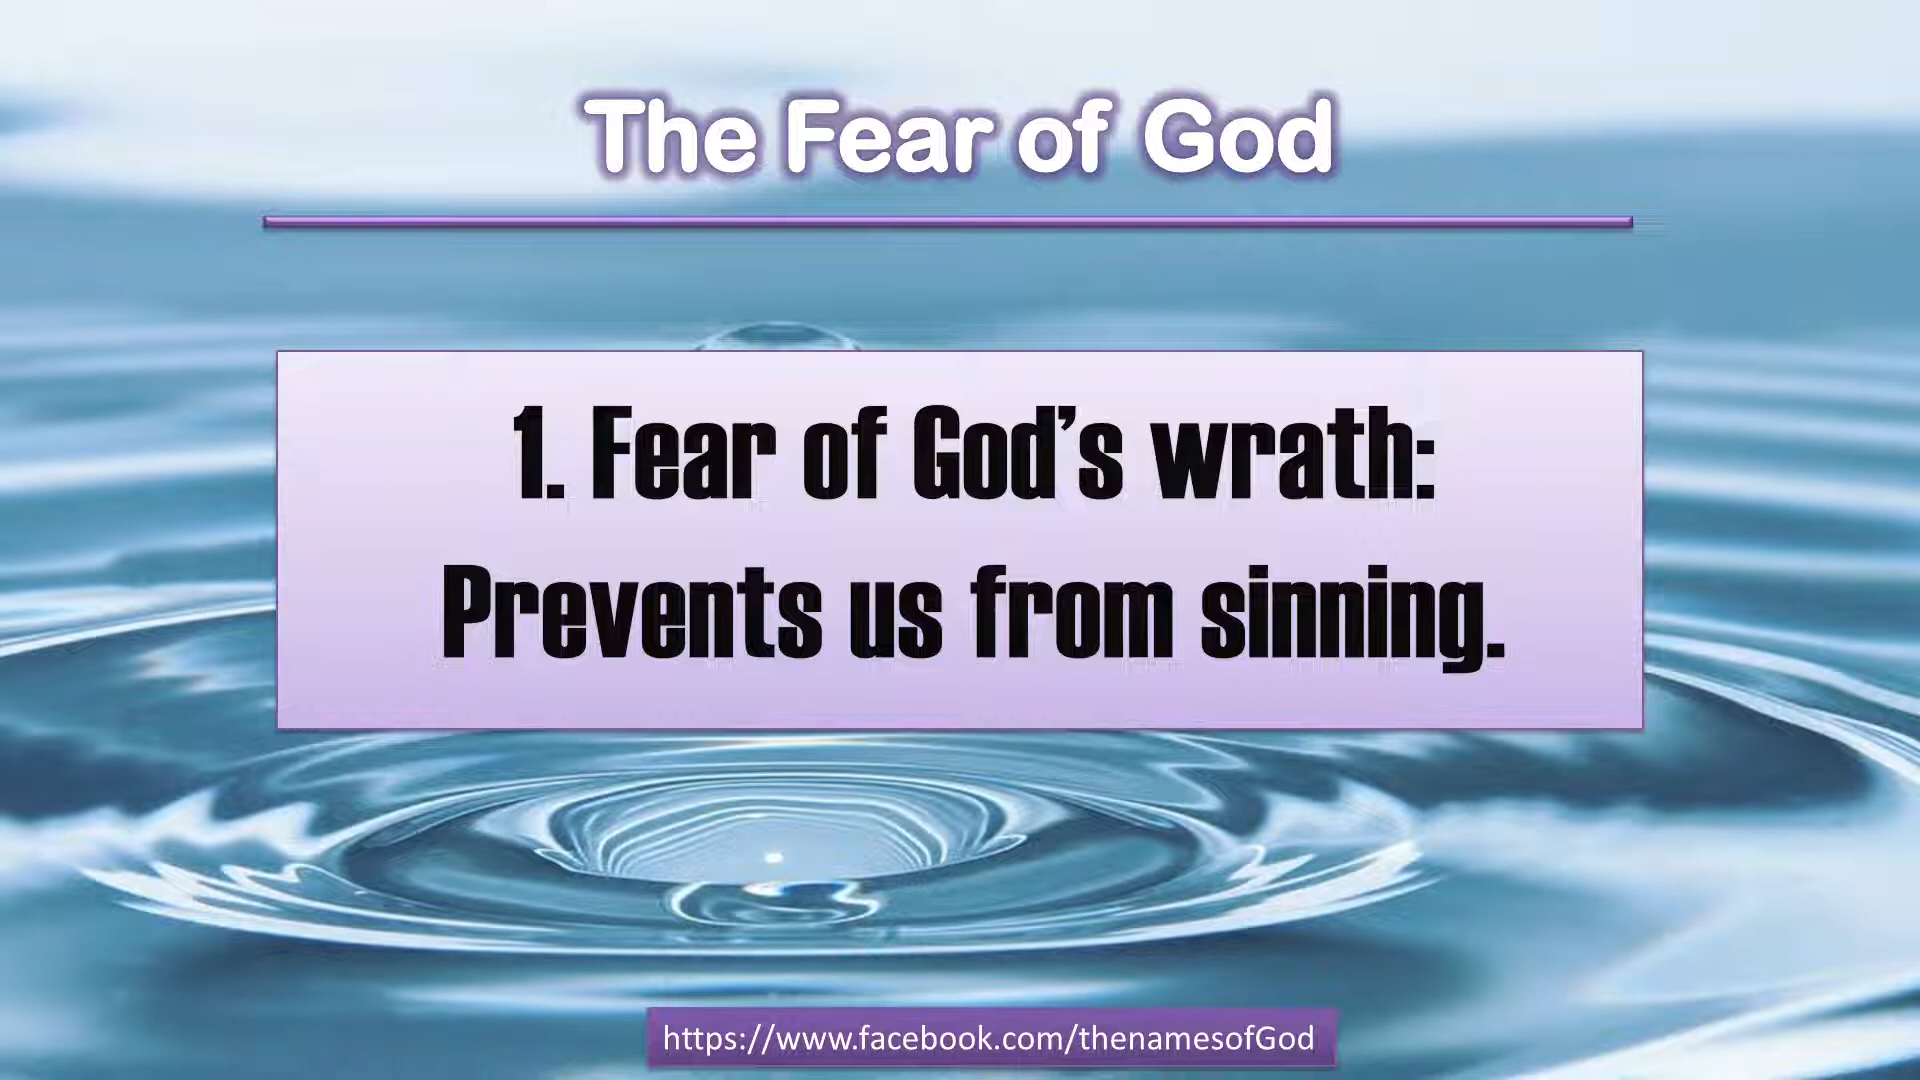 The Fear of God
1. Fear of God’s wrath:
Prevents us from sinning.
https://www.facebook.com/thenamesofGod